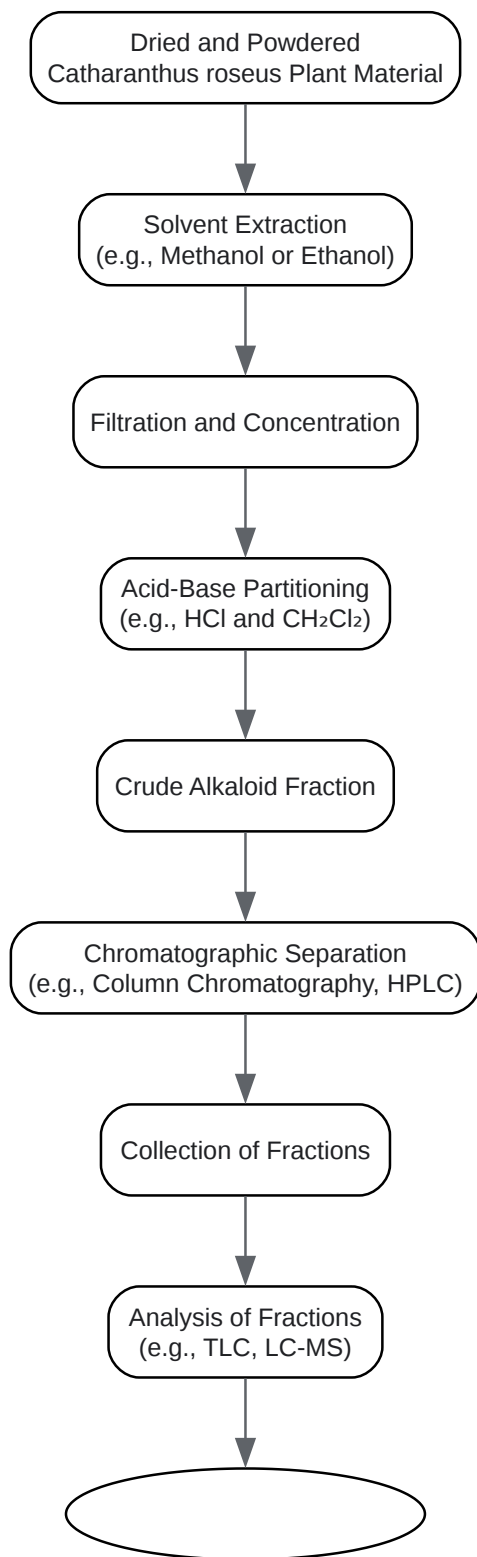 Dried and Powdered
Catharanthus roseus Plant Material
Solvent Extraction
(e.g., Methanol or Ethanol)
Filtration and Concentration
Acid-Base Partitioning
(e.g., HCl and CH₂Cl₂)
Crude Alkaloid Fraction
Chromatographic Separation
(e.g., Column Chromatography, HPLC)
Collection of Fractions
Analysis of Fractions
(e.g., TLC, LC-MS)